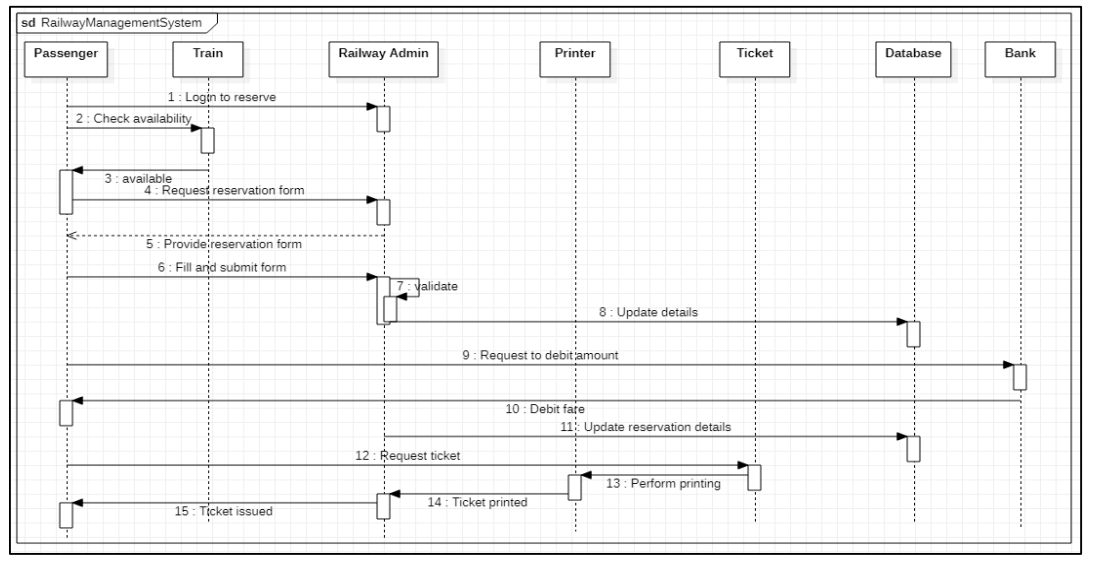 sd RailwayManagementSystem
Passenger Train Railway Admin Printer Ticket Database Bank
1 : Login to reserve
2 : Check availability
3 : available
4 : Request reservation form
5 : Provide reservation form
6 : Fill and submit form
7 : validate
8 : Update details
9 : Request to debit amount
10 : Debit fare
11 : Update reservation details
12 : Request ticket
13 : Perform printing
14 : Ticket printed
15 : Ticket issued